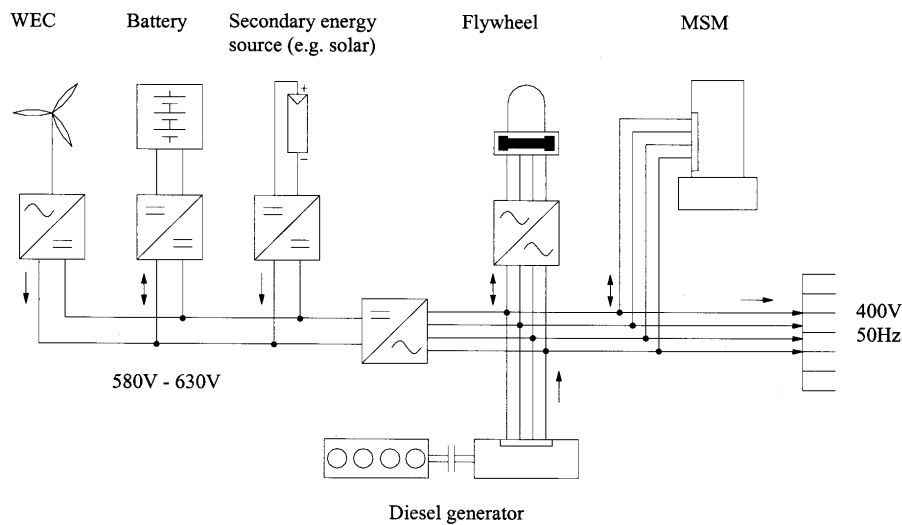 WEC
Battery
Secondary energy
source (e.g. solar)
Flywheel
MSM
+
−
400V
50Hz
580V - 630V
Diesel generator